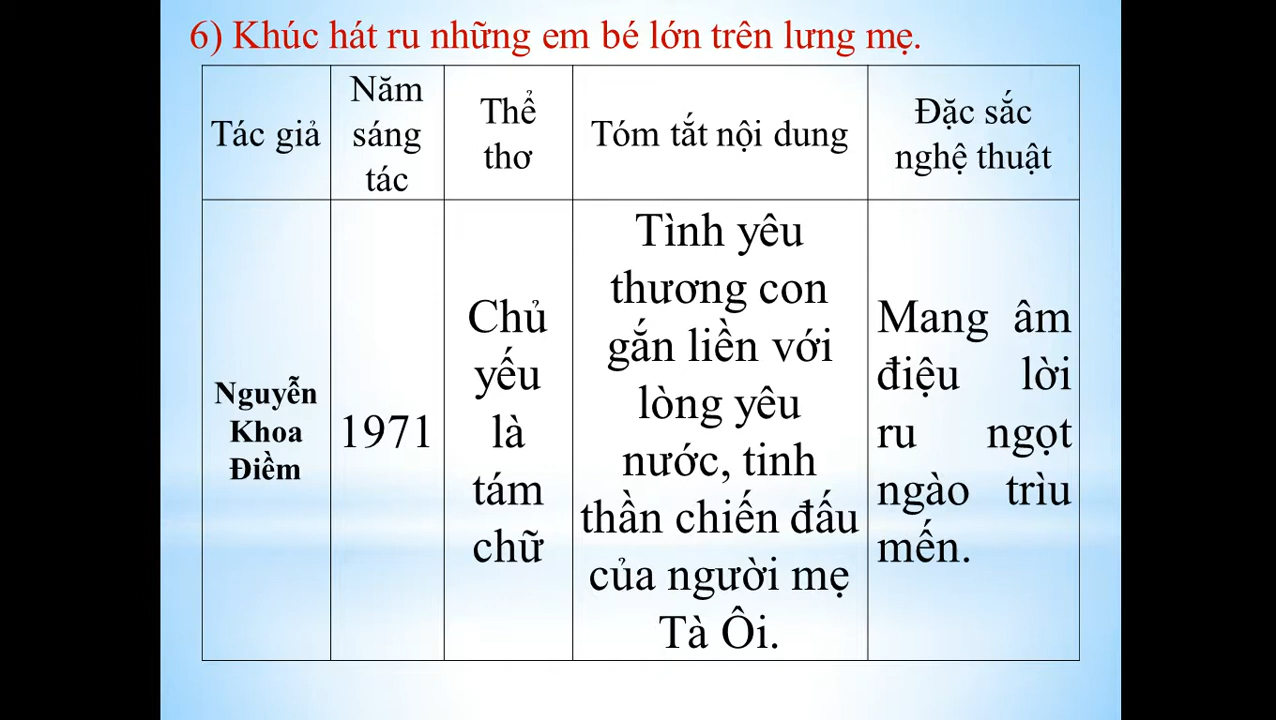 6) Khúc hát ru những em bé lớn trên lưng mẹ.
Tác giả
Năm
sáng
tác
Thể
thơ
Tóm tắt nội dung
Đặc sắc
nghệ thuật
Nguyễn
Khoa
Điềm
1971
Chủ
yếu
là
tám
chữ
Tình yêu
thương con
gắn liền với
lòng yêu
nước, tinh
thần chiến đấu
của người mẹ
Tà Ôi.
Mang âm
điệu lời
ru ngọt
ngào trìu
mến.